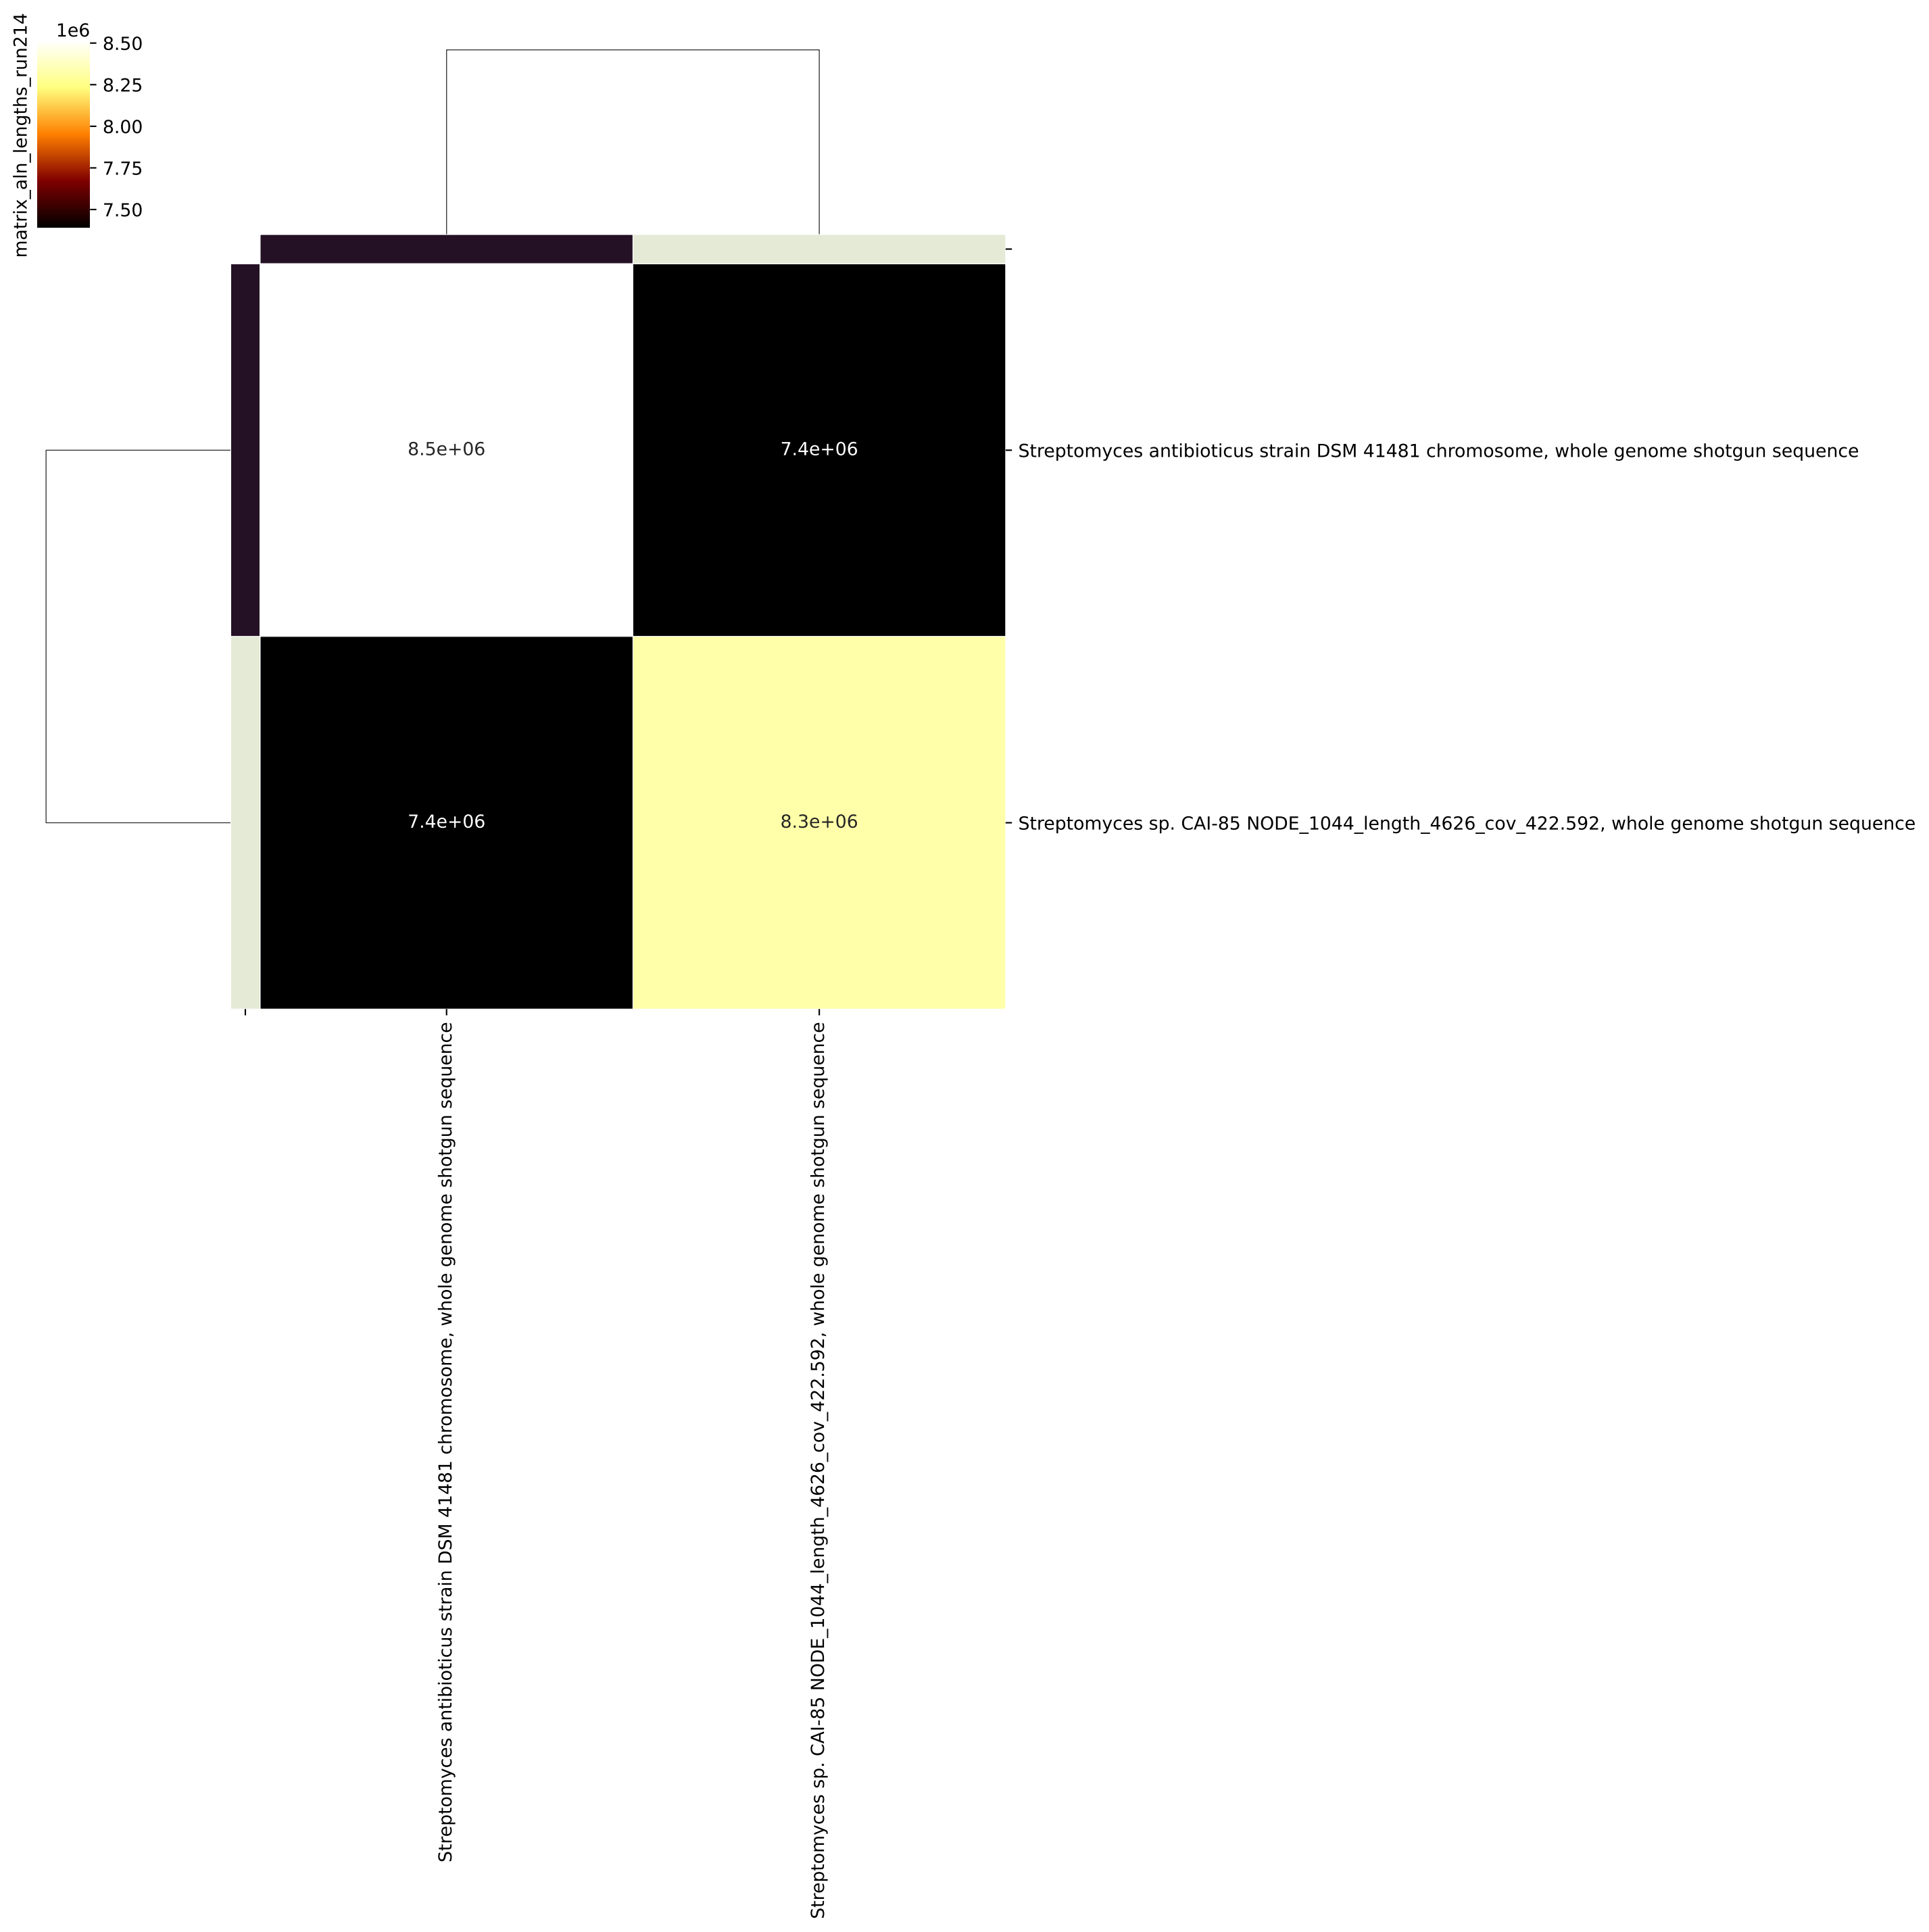 matrix_aln_lengths_run214
1e6
8.50
8.25
8.00
7.75
7.50
8.5e+06
7.4e+06
Streptomyces antibioticus strain DSM 41481 chromosome, whole genome shotgun sequence
7.4e+06
8.3e+06
Streptomyces sp. CAI-85 NODE_1044_length_4626_cov_422.592, whole genome shotgun sequence
Streptomyces antibioticus strain DSM 41481 chromosome, whole genome shotgun sequence
Streptomyces sp. CAI-85 NODE_1044_length_4626_cov_422.592, whole genome shotgun sequence